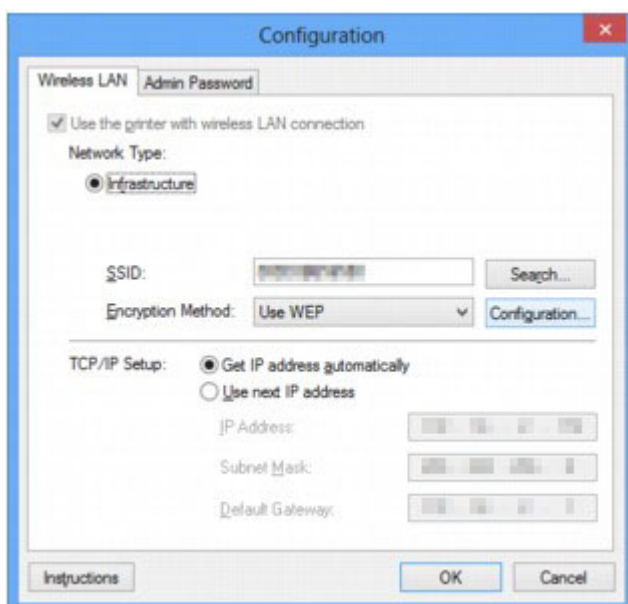 Configuration
Wireless LAN Admin Password
Use the printer with wireless LAN connection
Network Type:
Infrastructure
SSID: Search...
Encryption Method: Use WEP Configuration...
TCP/IP Setup: Get IP address automatically
Use next IP address
IP Address:
Subnet Mask:
Default Gateway:
Instructions OK Cancel